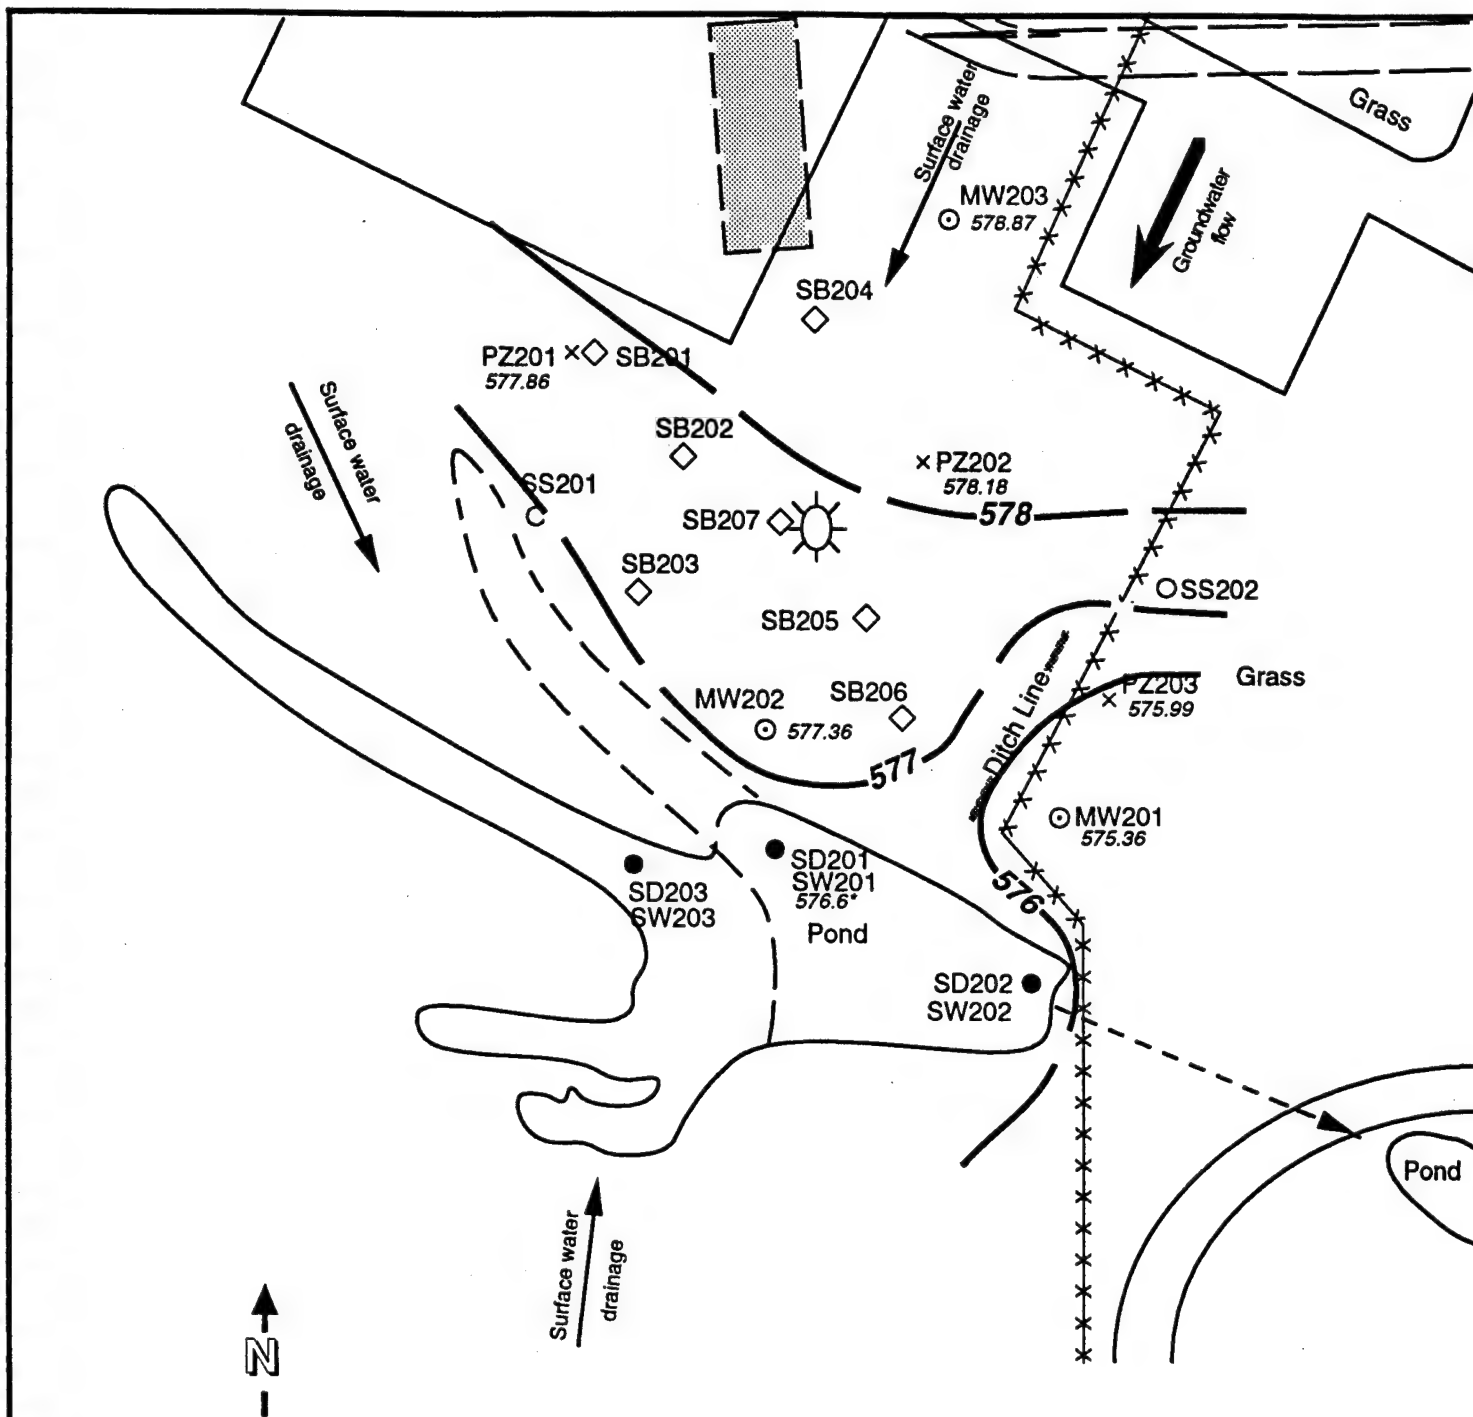 Grass
Surface water
drainage
MW203
578.87
Groundwater
flow
SB204
PZ201
SB201
577.86
Surface water
drainage
SB202
PZ202
578.18
SS201
578
SB207
SB203
SS202
SB205
Ditch Line
Grass
PZ203
575.99
MW202
577.36
SB206
577
MW201
575.36
SD201
SW201
576.6*
Pond
SD203
SW203
576
SD202
SW202
Pond
Surface water
drainage
N